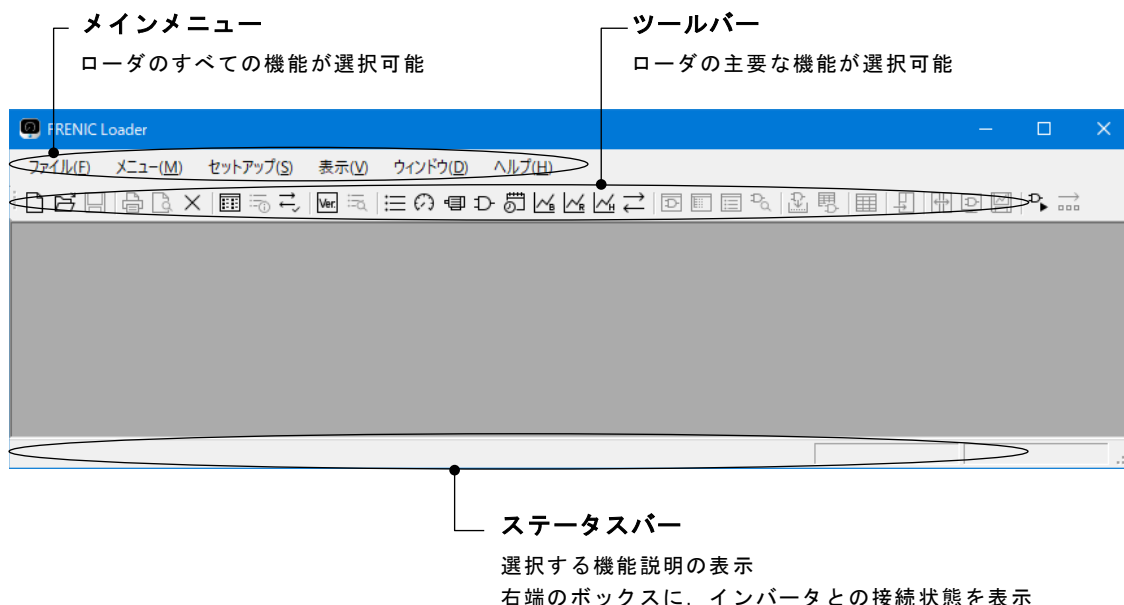 メインメニュー
ローダのすべての機能が選択可能
ツールバー
ローダの主要な機能が選択可能
FRENIC Loader
ファイル(F) メニュー(M) セットアップ(S) 表示(V) ウィンドウ(D) ヘルプ(H)
Ver. B R H
ステータスバー
選択する機能説明の表示
右端のボックスに，インバータとの接続状態を表示